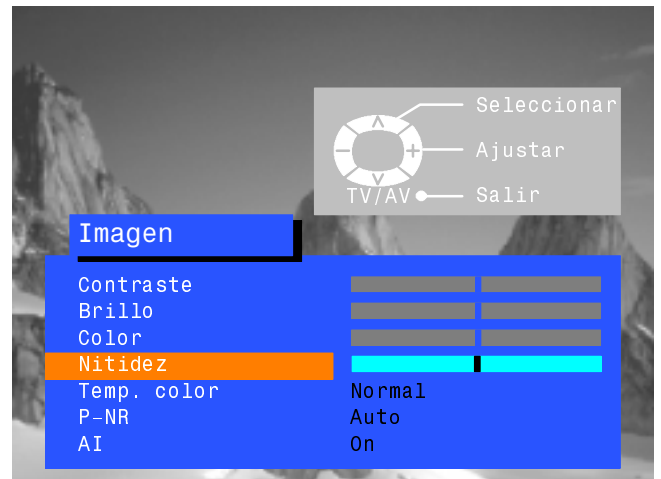 Seleccionar
Ajustar
TV/AV Salir
Imagen
Contraste
Brillo
Color
Nitidez
Temp. color Normal
P-NR Auto
AI On